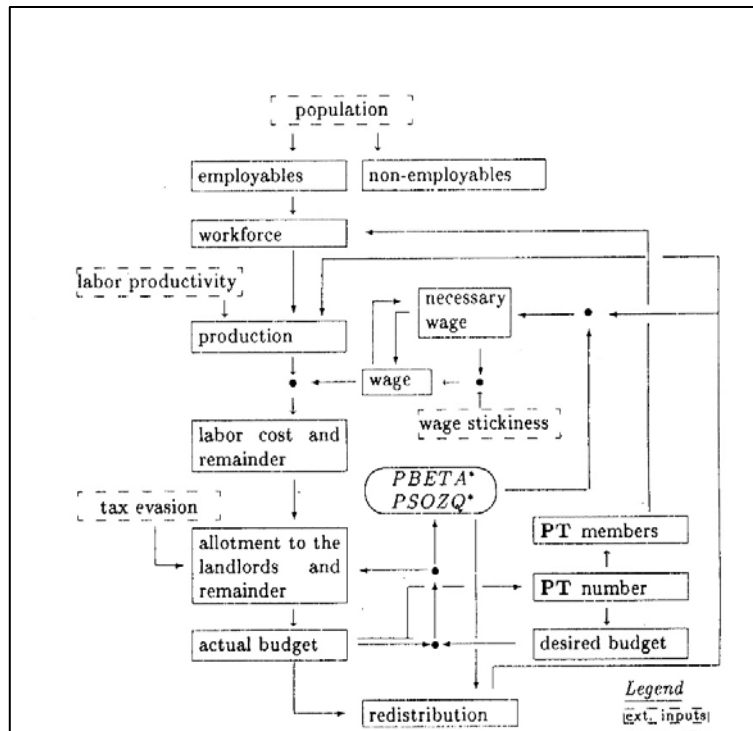 population
employables
non-employables
workforce
labor productivity
necessary
wage
production
wage
wage stickiness
labor cost and
remainder
PBETA*
PSOZQ*
tax evasion
PT members
allotment to the
landlords and
remainder
PT number
actual budget
desired budget
Legend
ext. inputs
redistribution